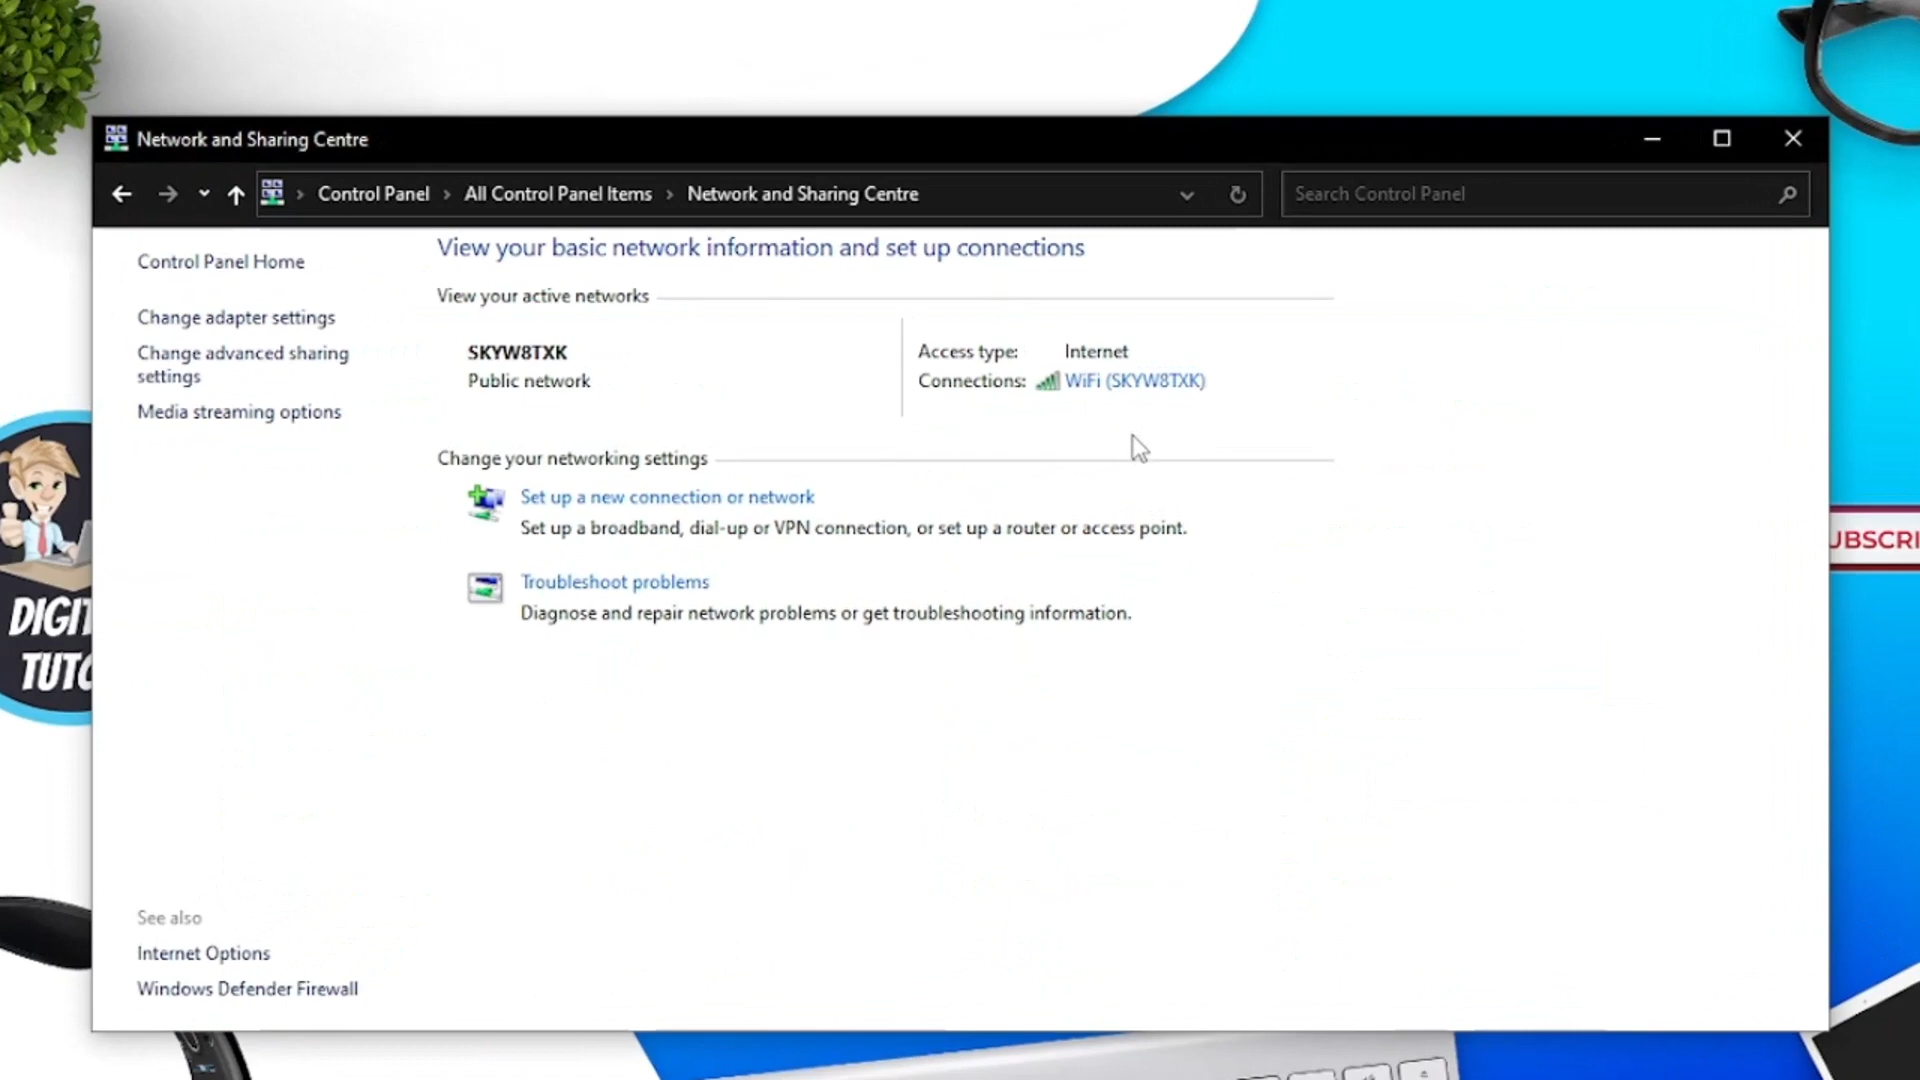 Network and Sharing Centre
Control Panel > All Control Panel Items > Network and Sharing Centre
Search Control Panel
Control Panel Home
Change adapter settings
Change advanced sharing
settings
Media streaming options
View your basic network information and set up connections
View your active networks
SKYW8TXK
Public network
Access type: Internet
Connections: WiFi (SKYW8TXK)
Change your networking settings
Set up a new connection or network
Set up a broadband, dial-up or VPN connection, or set up a router or access point.
Troubleshoot problems
Diagnose and repair network problems or get troubleshooting information.
See also
Internet Options
Windows Defender Firewall
DIGIT
TUTO
UBSCRI